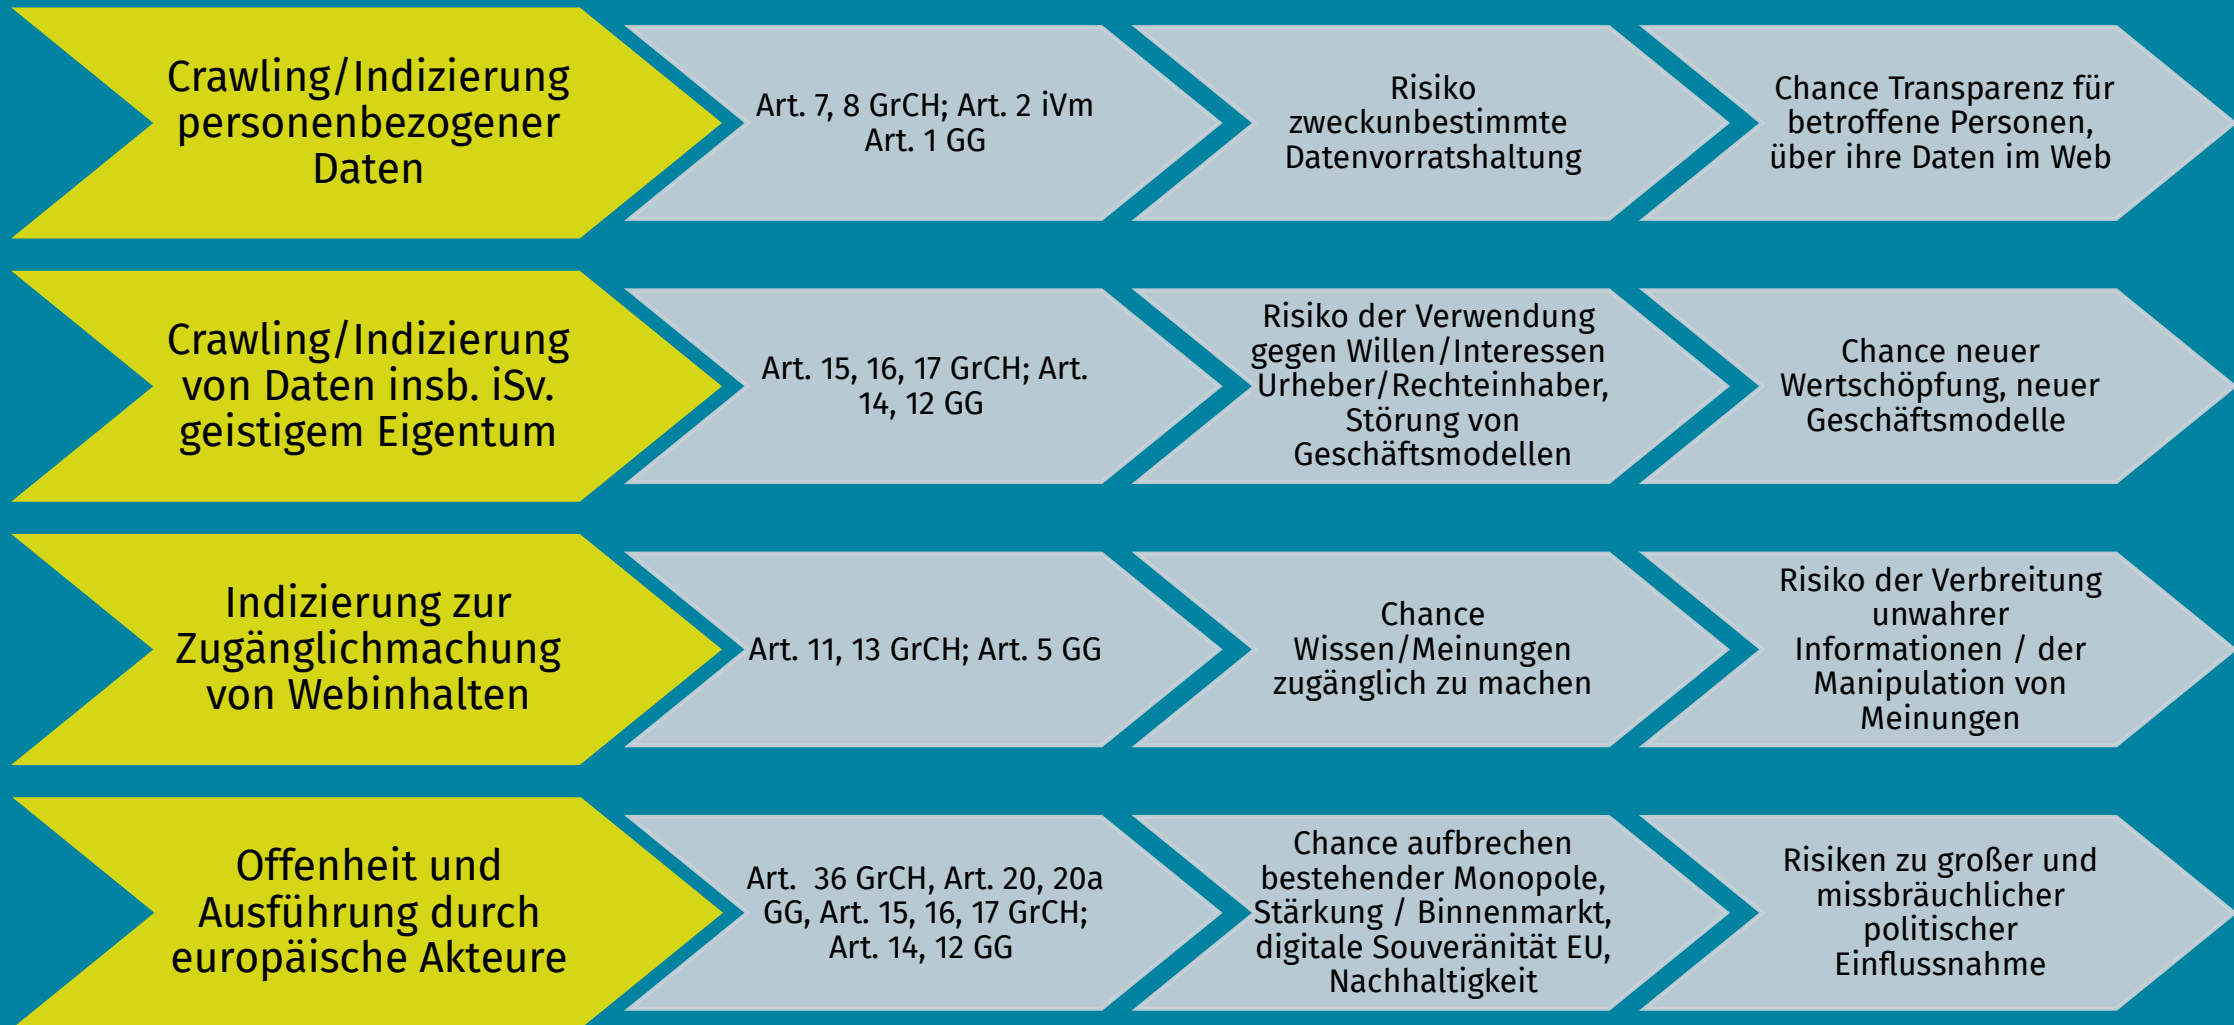 Crawling/Indizierung
personenbezogener
Daten
Art. 7, 8 GrCH; Art. 2 iVm
Art. 1 GG
Risiko
zweckunbestimmte
Datenvorratshaltung
Chance Transparenz für
betroffene Personen,
über ihre Daten im Web
Crawling/Indizierung
von Daten insb. iSv.
geistigem Eigentum
Art. 15, 16, 17 GrCH; Art.
14, 12 GG
Risiko der Verwendung
gegen Willen/Interessen
Urheber/Rechteinhaber,
Störung von
Geschäftsmodellen
Chance neuer
Wertschöpfung, neuer
Geschäftsmodelle
Indizierung zur
Zugänglichmachung
von Webinhalten
Art. 11, 13 GrCH; Art. 5 GG
Chance
Wissen/Meinungen
zugänglich zu machen
Risiko der Verbreitung
unwahrer
Informationen / der
Manipulation von
Meinungen
Offenheit und
Ausführung durch
europäische Akteure
Art. 36 GrCH, Art. 20, 20a
GG, Art. 15, 16, 17 GrCH;
Art. 14, 12 GG
Chance aufbrechen
bestehender Monopole,
Stärkung / Binnenmarkt,
digitale Souveränität EU,
Nachhaltigkeit
Risiken zu großer und
missbräuchlicher
politischer
Einflussnahme